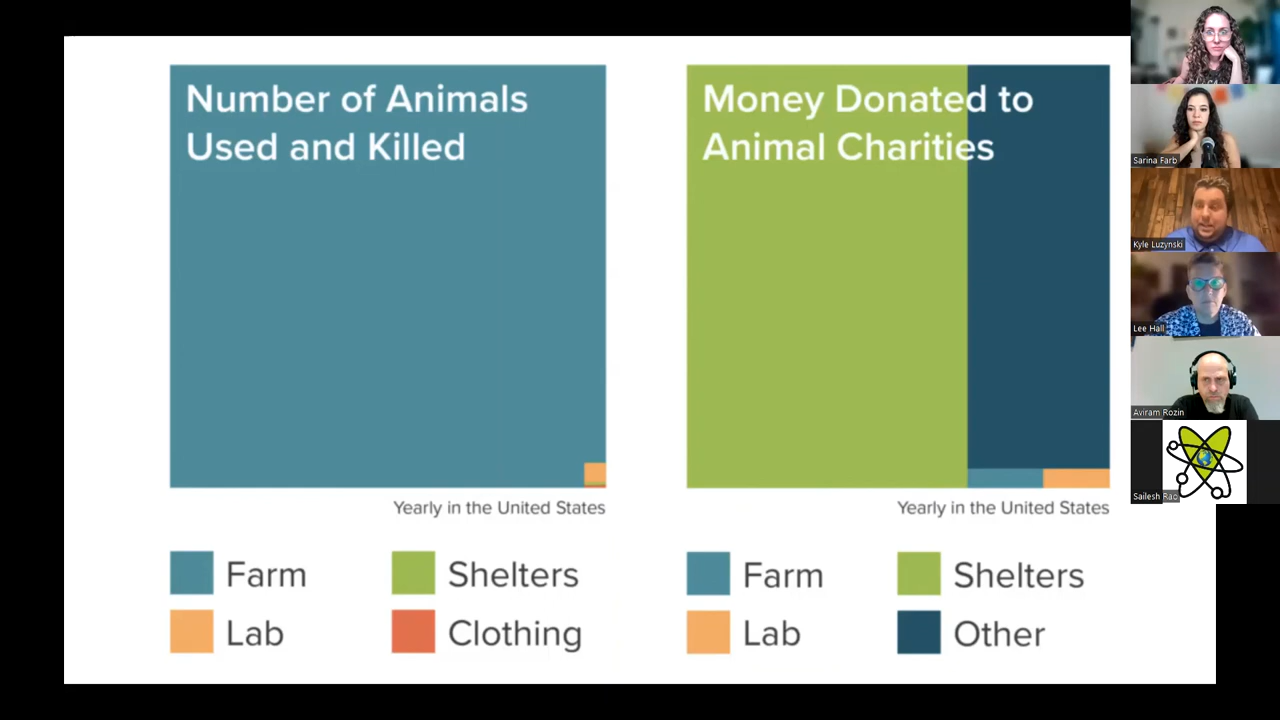 Number of Animals
Used and Killed
Money Donated to
Animal Charities
Yearly in the United States
Yearly in the United States
Farm
Shelters
Lab
Clothing
Farm
Shelters
Lab
Other
Sarina Farb
Kyle Luzynski
Lee Hall
Aviram Rozin
Sailesh Rao